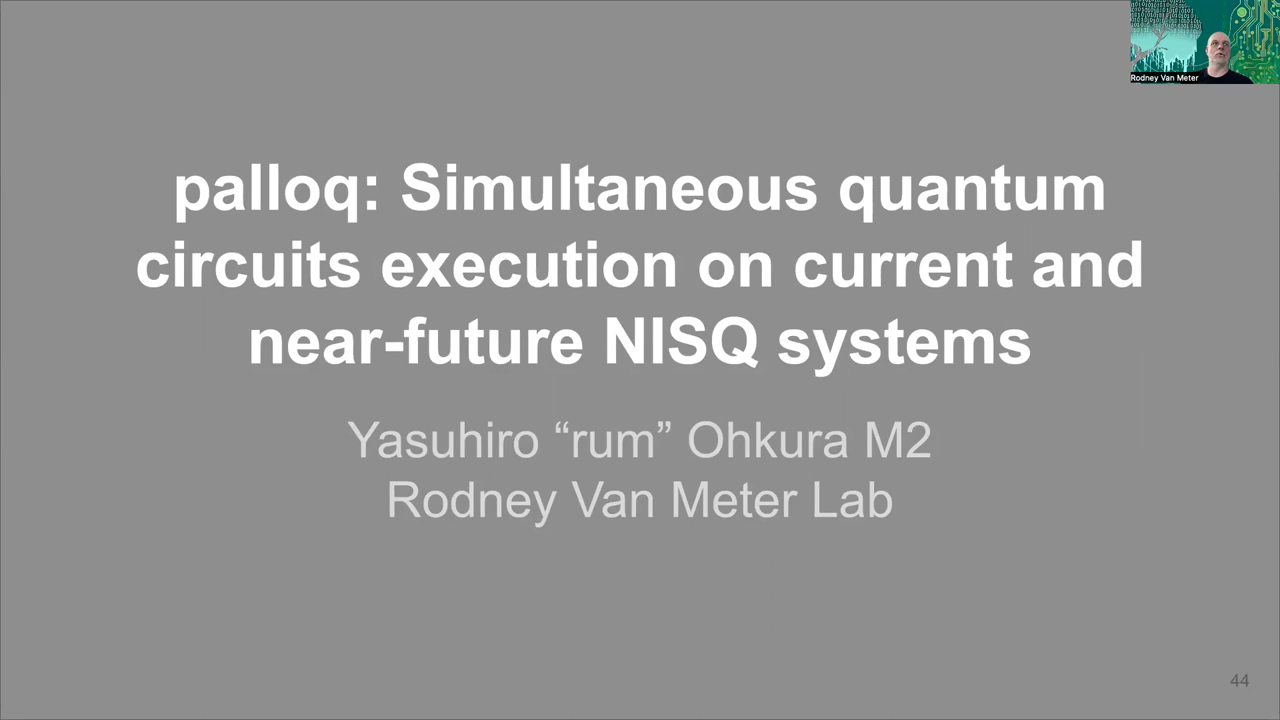 Rodney Van Meter
palloq: Simultaneous quantum
circuits execution on current and
near-future NISQ systems
Yasuhiro “rum” Ohkura M2
Rodney Van Meter Lab
44